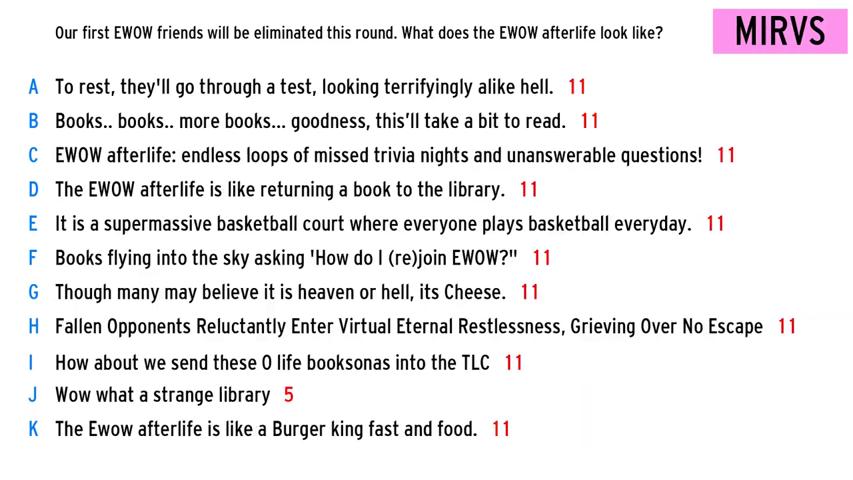 Our first EWOW friends will be eliminated this round. What does the EWOW afterlife look like?
MIRVS
A To rest, they'll go through a test, looking terrifyingly alike hell. 11
B Books.. books.. more books... goodness, this'll take a bit to read. 11
C EWOW afterlife: endless loops of missed trivia nights and unanswerable questions! 11
D The EWOW afterlife is like returning a book to the library. 11
E It is a supermassive basketball court where everyone plays basketball everyday. 11
F Books flying into the sky asking 'How do I (re)join EWOW?" 11
G Though many may believe it is heaven or hell, its Cheese. 11
H Fallen Opponents Reluctantly Enter Virtual Eternal Restlessness, Grieving Over No Escape 11
I How about we send these 0 life booksonas into the TLC 11
J Wow what a strange library 5
K The Ewow afterlife is like a Burger king fast and food. 11